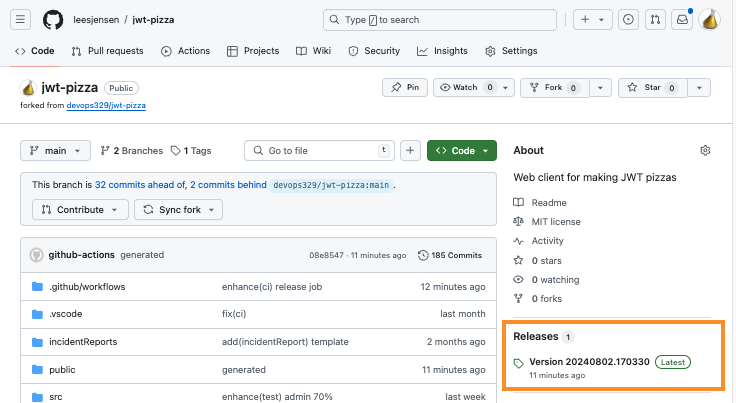 leesjensen / jwt-pizza
Type / to search
Code Pull requests Actions Projects Wiki Security Insights Settings
jwt-pizza Public
forked from devops329/jwt-pizza
Pin Watch 0 Fork 0 Star 0
main 2 Branches 1 Tags Go to file t + Code
This branch is 32 commits ahead of, 2 commits behind devops329/jwt-pizza:main .
Contribute Sync fork
github-actions generated 08e8547 · 11 minutes ago 185 Commits
.github/workflows enhance(ci) release job 12 minutes ago
.vscode fix(ci) last month
incidentReports add(incidentReport) template 2 months ago
public generated 11 minutes ago
src enhance(test) admin 70% last week
About
Web client for making JWT pizzas
Readme
MIT license
Activity
0 stars
0 watching
0 forks
Releases 1
Version 20240802.170330 Latest
11 minutes ago